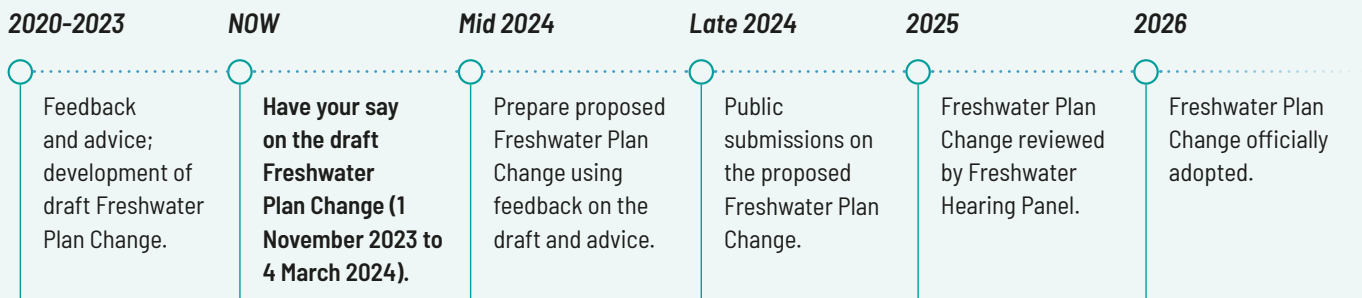 2020-2023
Feedback
and advice;
development of
draft Freshwater
Plan Change.
NOW
Have your say
on the draft
Freshwater
Plan Change (1
November 2023 to
4 March 2024).
Mid 2024
Prepare proposed
Freshwater Plan
Change using
feedback on the
draft and advice.
Late 2024
Public
submissions on
the proposed
Freshwater Plan
Change.
2025
Freshwater Plan
Change reviewed
by Freshwater
Hearing Panel.
2026
Freshwater Plan
Change officially
adopted.